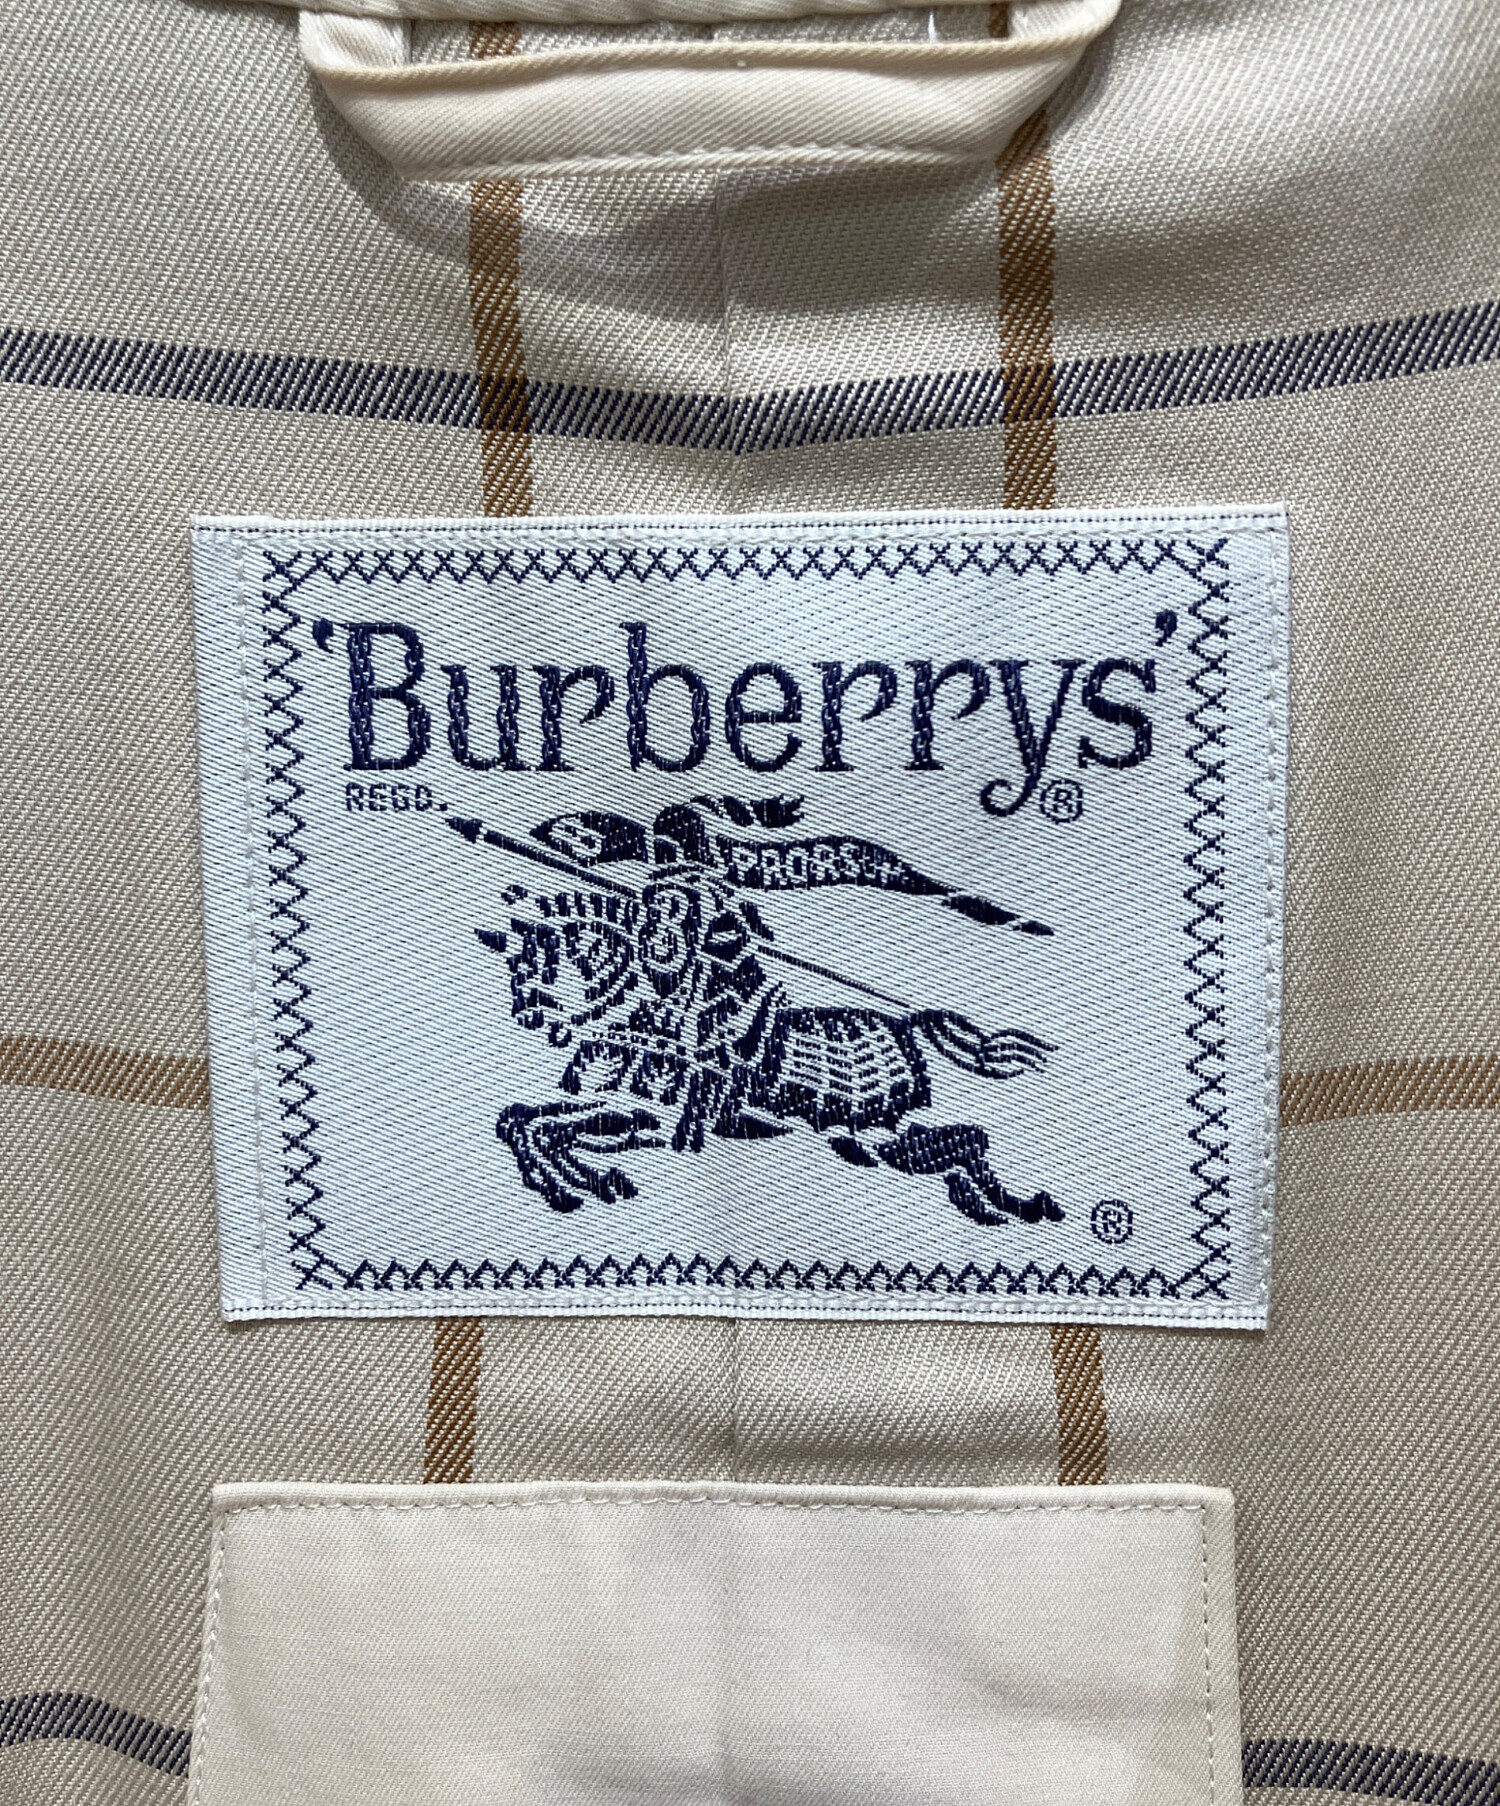 'Burberrys'
REGD. ®
B
PRORSUM
B
®